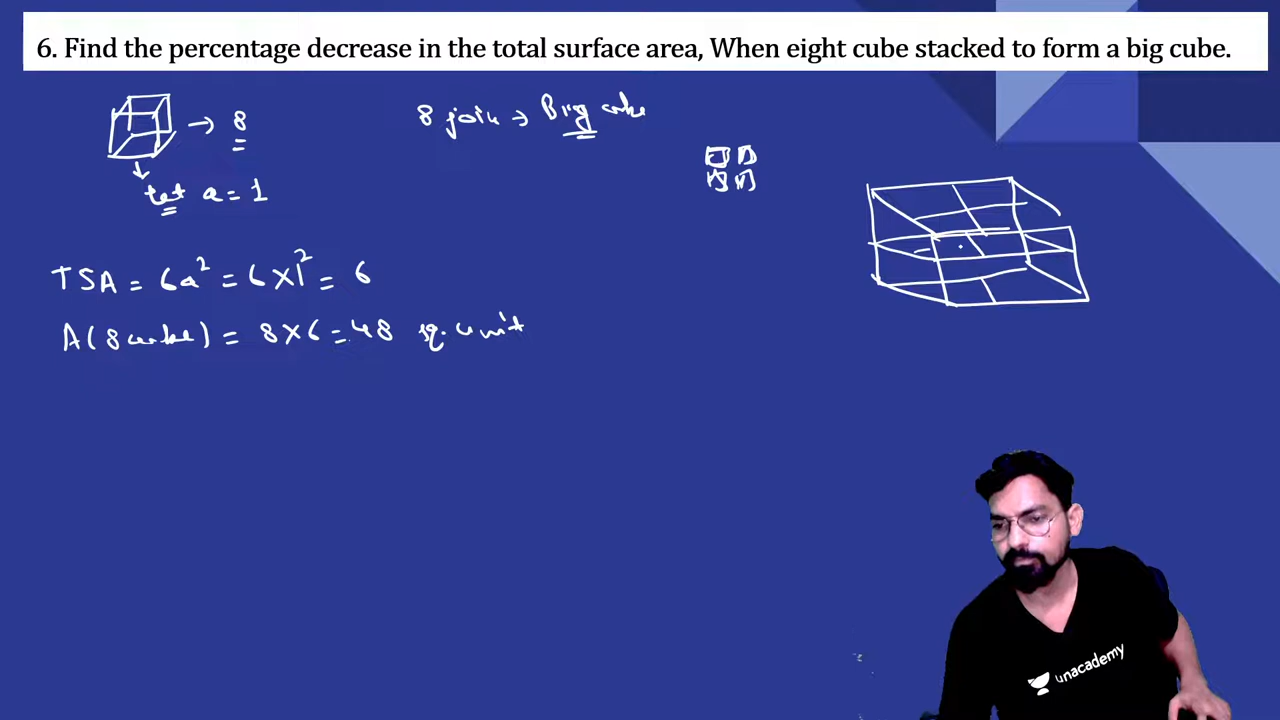 6. Find the percentage decrease in the total surface area, When eight cube stacked to form a big cube.
→ 8
8 join → Big cube
let a = 1
TSA = 6a² = 6×1² = 6
A(8 cube) = 8×6 = 48 sq. unit
unacademy